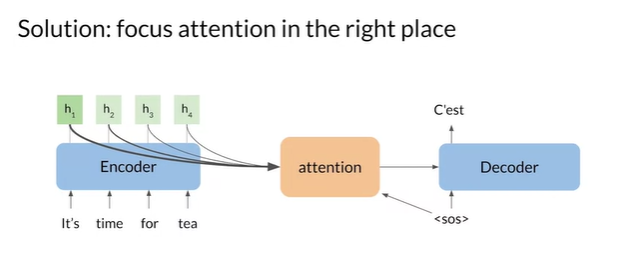 Solution: focus attention in the right place
h1 h2 h3 h4
C'est
Encoder
attention
Decoder
It's time for tea
<sos>